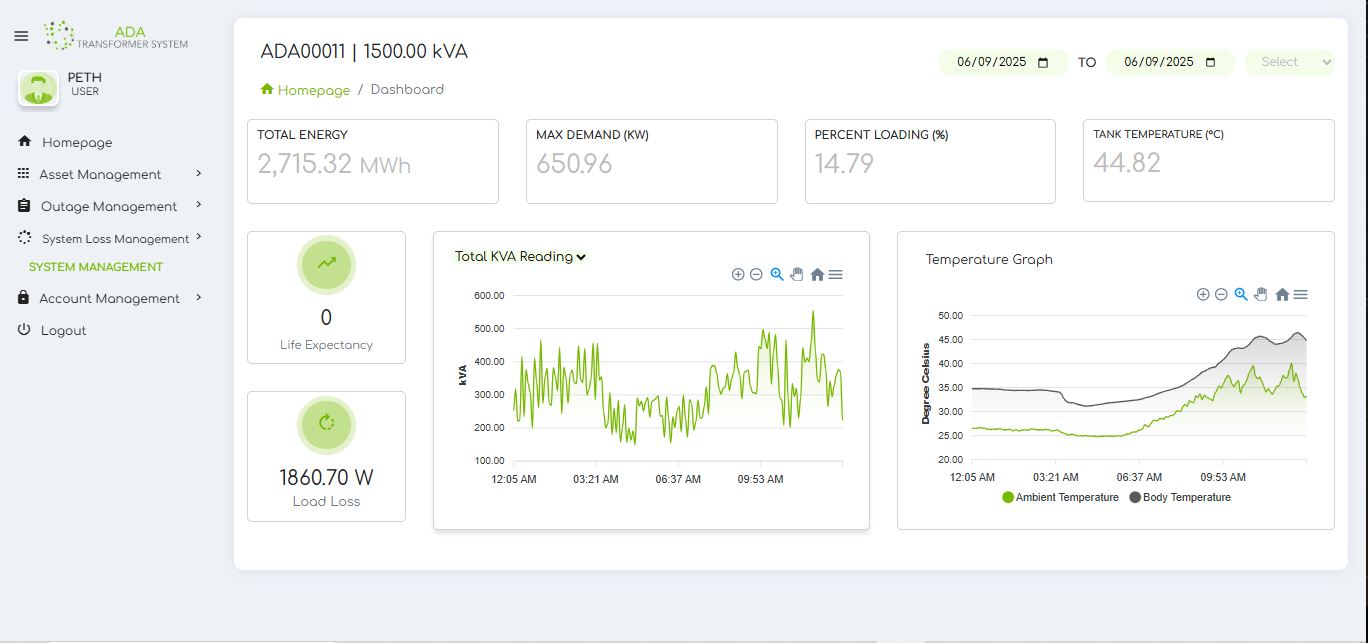 ADA
TRANSFORMER SYSTEM
PETH
USER
Homepage
Asset Management
Outage Management
System Loss Management
SYSTEM MANAGEMENT
Account Management
Logout
ADA00011 | 1500.00 kVA
Homepage / Dashboard
06/09/2025 TO 06/09/2025 Select
TOTAL ENERGY
2,715.32 MWh
MAX DEMAND (KW)
650.96
PERCENT LOADING (%)
14.79
TANK TEMPERATURE (°C)
44.82
0
Life Expectancy
1860.70 W
Load Loss
Total KVA Reading
600.00
500.00
400.00
300.00
200.00
100.00
kVA
12:05 AM 03:21 AM 06:37 AM 09:53 AM
Temperature Graph
50.00
45.00
40.00
35.00
30.00
25.00
20.00
Degree Celsius
12:05 AM 03:21 AM 06:37 AM 09:53 AM
Ambient Temperature Body Temperature